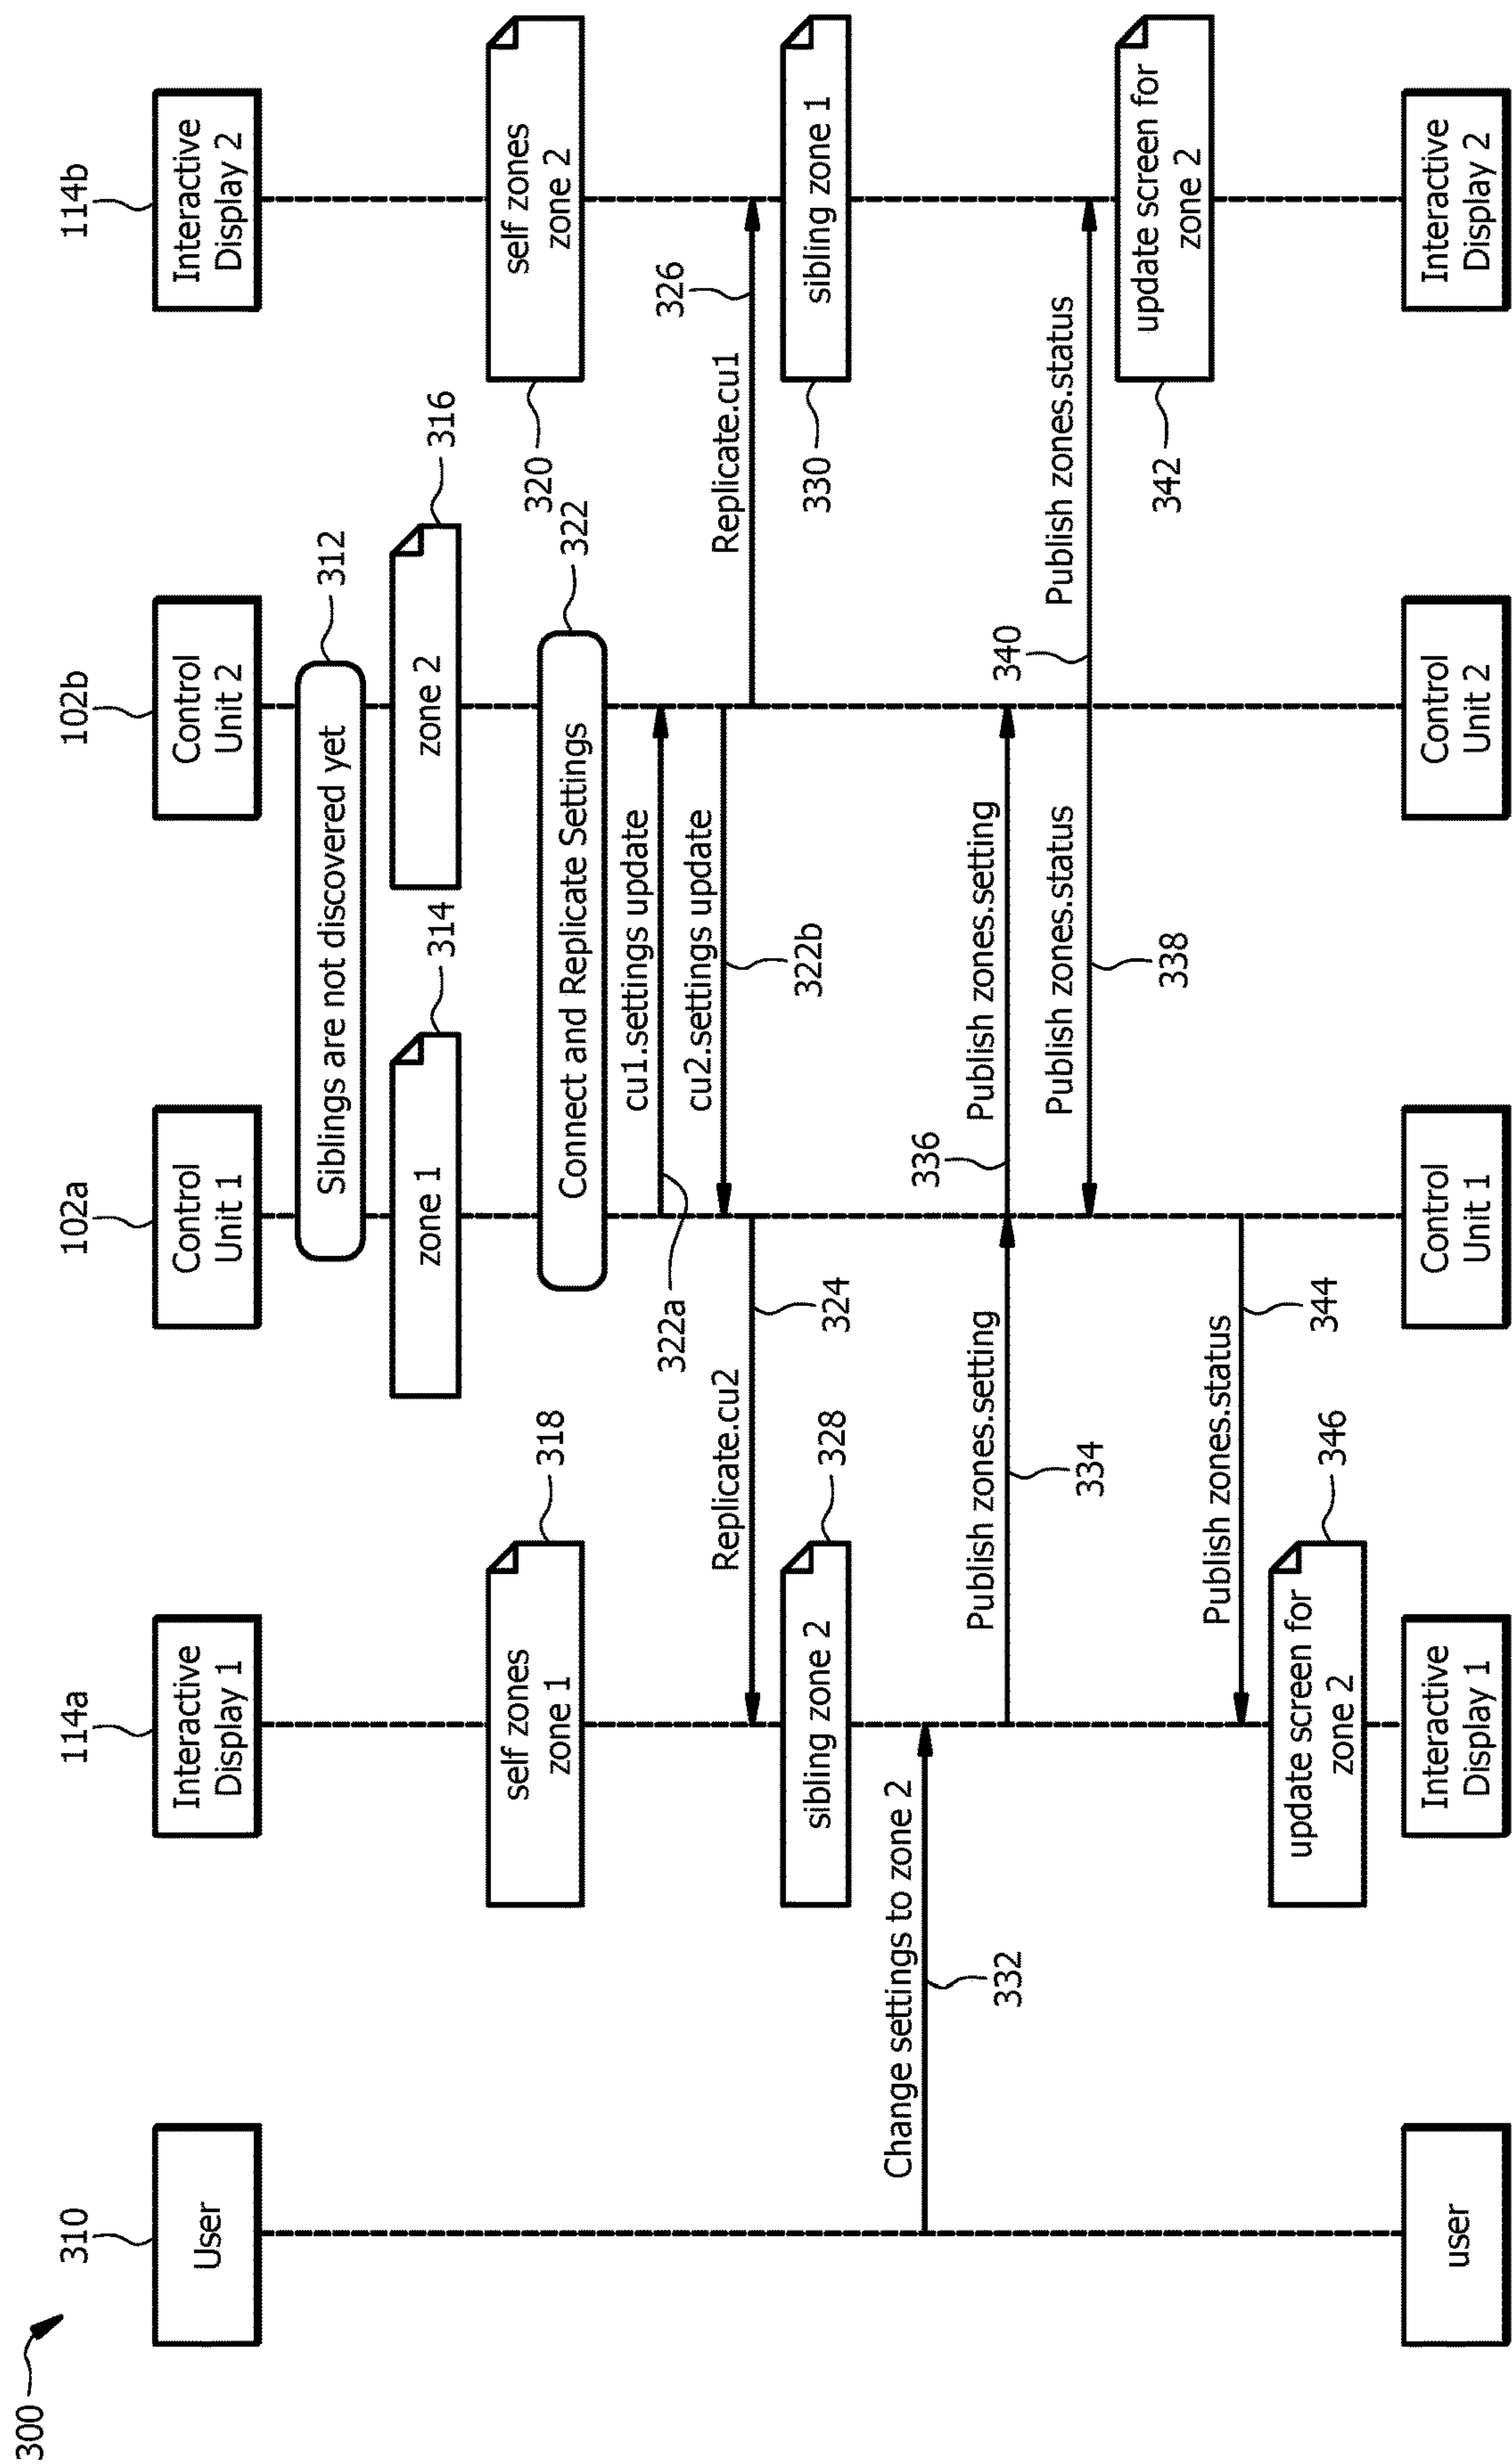 300
310
114a
102a
102b
114b
User
Interactive
Display 1
Control
Unit 1
Control
Unit 2
Interactive
Display 2
Siblings are not discovered yet
312
zone 1
314
zone 2
316
self zones
zone 1
318
self zones
zone 2
320
Connect and Replicate Settings
322
cu1.settings update
322a
cu2.settings update
322b
Replicate.cu2
324
Replicate.cu1
326
sibling zone 2
328
sibling zone 1
330
Change settings to zone 2
332
Publish zones.setting
334
Publish zones.setting
336
Publish zones.status
338
Publish zones.status
340
update screen for
zone 2
342
Publish zones.status
344
update screen for
zone 2
346
user
Interactive
Display 1
Control
Unit 1
Control
Unit 2
Interactive
Display 2